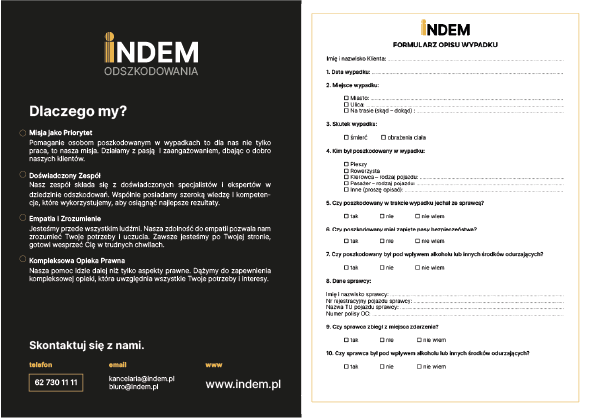 INDEM
ODSZKODOWANIA
Dlaczego my?
Misja jako Priorytet
Pomaganie osobom poszkodowanym w wypadkach to dla nas nie tylko
praca, to nasza misja. Działamy z pasją i zaangażowaniem, dbając o dobro
naszych klientów.
Doświadczony Zespół
Nasz zespół składa się z doświadczonych specjalistów i ekspertów w
dziedzinie odszkodowań. Wspólnie posiadamy szeroką wiedzę i kompeten-
cje, które wykorzystujemy, aby osiągnąć najlepsze rezultaty.
Empatia i Zrozumienie
Jesteśmy przede wszystkim ludźmi. Nasza zdolność do empatii pozwala nam
zrozumieć Twoje potrzeby i uczucia. Zawsze jesteśmy po Twojej stronie,
gotowi wesprzeć Cię w trudnych chwilach.
Kompleksowa Opieka Prawna
Nasza pomoc idzie dalej niż tylko aspekty prawne. Dążymy do zapewnienia
kompleksowej opieki, która uwzględnia wszystkie Twoje potrzeby i interesy.
Skontaktuj się z nami.
telefon email www
62 730 11 11
kancelaria@indem.pl
biuro@indem.pl
www.indem.pl
INDEM
FORMULARZ OPISU WYPADKU
Imię i nazwisko Klienta:
1. Data wypadku:
2. Miejsce wypadku:
Miasto:
Ulica:
Na trasie (skąd – dokąd) :
3. Skutek wypadku:
śmierć obrażenia ciała
4. Kim był poszkodowany w wypadku:
Pieszy
Rowerzysta
Kierowca – rodzaj pojazdu:
Pasażer – rodzaj pojazdu:
Inne (proszę opisać):
5. Czy poszkodowany w trakcie wypadku jechał ze sprawcą?
tak nie nie wiem
6. Czy poszkodowany miał zapięte pasy bezpieczeństwa?
tak nie nie wiem
7. Czy poszkodowany był pod wpływem alkoholu lub innych środków odurzających?
tak nie nie wiem
8. Dane sprawcy:
Imię i nazwisko sprawcy:
Nr rejestracyjny pojazdu sprawcy:
Nazwa TU pojazdu sprawcy:
Numer polisy OC:
9. Czy sprawca zbiegł z miejsca zdarzenia?
tak nie nie wiem
10. Czy sprawca był pod wpływem alkoholu lub innych środków odurzających?
tak nie nie wiem